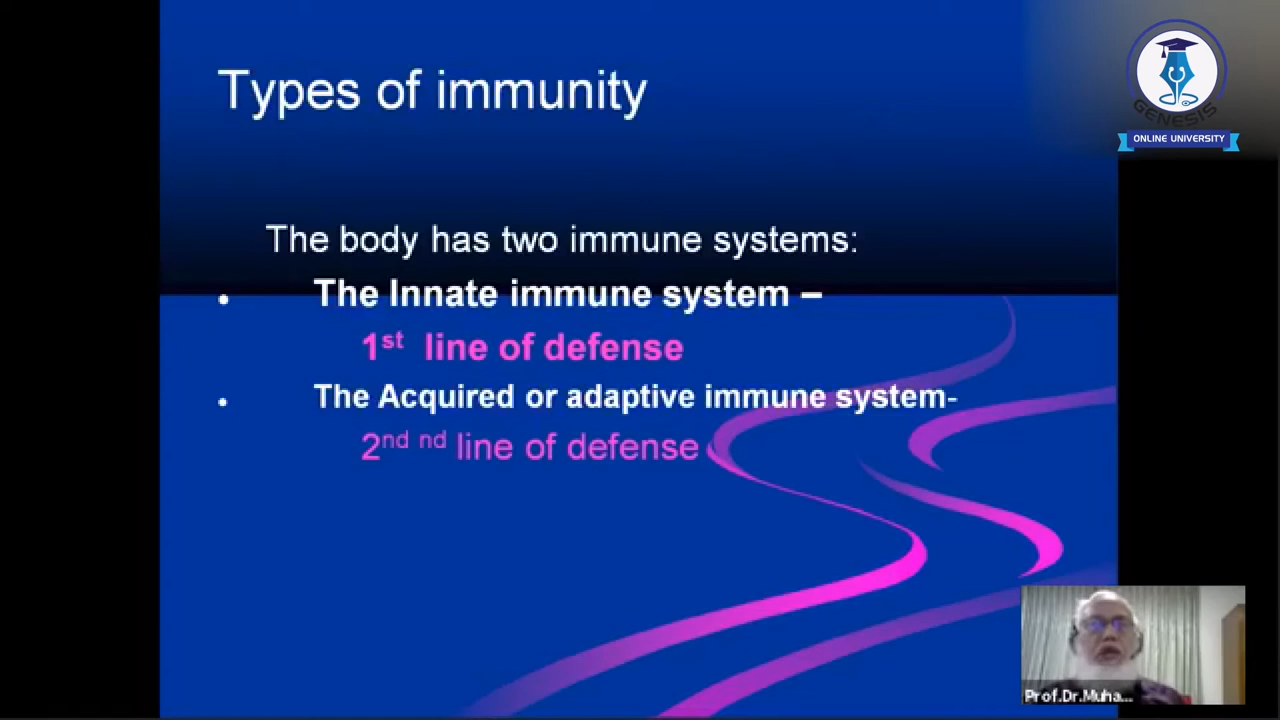 Types of immunity
GENESIS
ONLINE UNIVERSITY
The body has two immune systems:
• The Innate immune system –
1st line of defense
• The Acquired or adaptive immune system-
2nd nd line of defense
Prof.Dr.Muha...